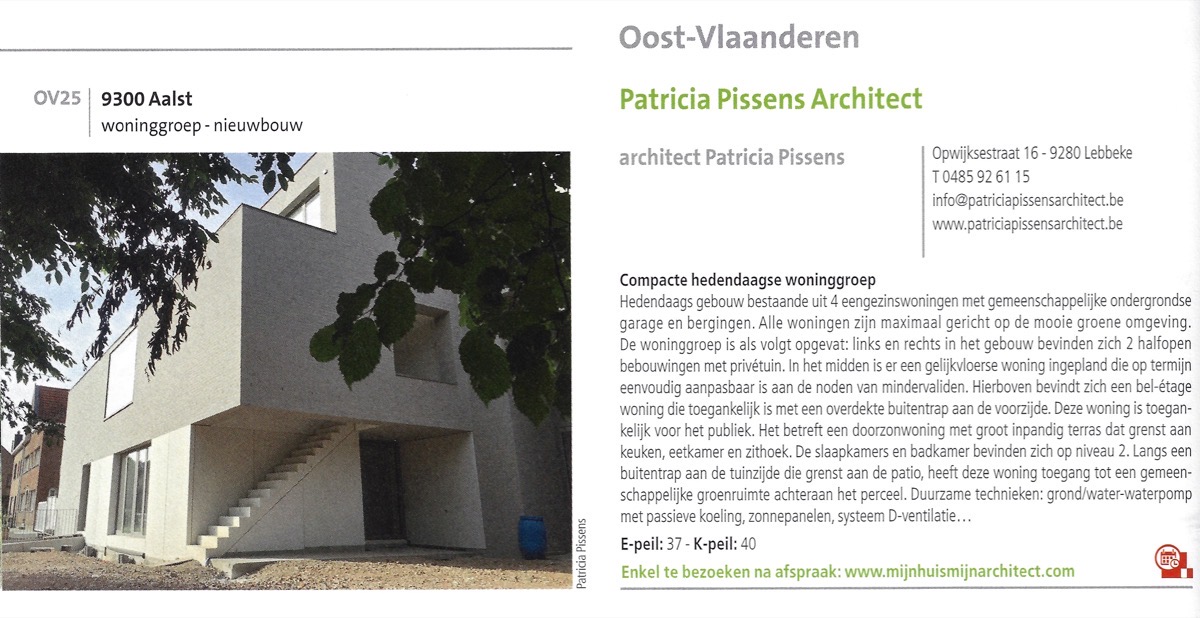 OV25
9300 Aalst
woninggroep - nieuwbouw
Patricia Pissens
Oost-Vlaanderen
Patricia Pissens Architect
architect Patricia Pissens
Opwijksestraat 16 - 9280 Lebbeke
T 0485 92 61 15
info@patriciapissensarchitect.be
www.patriciapissensarchitect.be
Compacte hedendaagse woninggroep
Hedendaags gebouw bestaande uit 4 eengezinswoningen met gemeenschappelijke ondergrondse
garage en bergingen. Alle woningen zijn maximaal gericht op de mooie groene omgeving.
De woninggroep is als volgt opgevat: links en rechts in het gebouw bevinden zich 2 halfopen
bebouwingen met privétuin. In het midden is er een gelijkvloerse woning ingepland die op termijn
eenvoudig aanpasbaar is aan de noden van mindervaliden. Hierboven bevindt zich een bel-étage
woning die toegankelijk is met een overdekte buitentrap aan de voorzijde. Deze woning is toegan-
kelijk voor het publiek. Het betreft een doorzonwoning met groot inpandig terras dat grenst aan
keuken, eetkamer en zithoek. De slaapkamers en badkamer bevinden zich op niveau 2. Langs een
buitentrap aan de tuinzijde die grenst aan de patio, heeft deze woning toegang tot een gemeen-
schappelijke groenruimte achteraan het perceel. Duurzame technieken: grond/water-waterpomp
met passieve koeling, zonnepanelen, systeem D-ventilatie...
E-peil: 37 - K-peil: 40
Enkel te bezoeken na afspraak: www.mijnhuismijnarchitect.com